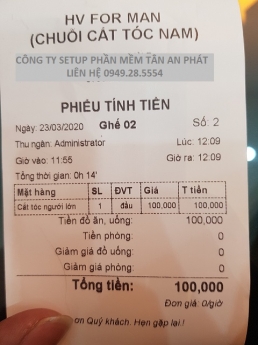 HV FOR MAN
(CHUỖI CẮT TÓC NAM)
CÔNG TY SETUP PHẦN MỀM TÂN AN PHÁT
LIÊN HỆ 0949.28.5554
PHIẾU TÍNH TIỀN
Ngày: 23/03/2020 Ghế 02 Số: 2
Thu ngân: Administrator Lúc: 12:09
Giờ vào: 11:55 Giờ ra: 12:09
Tổng thời gian: 0h 14'
Mặt hàng SL ĐVT Giá T tiền
Cắt tóc người lớn 1 đầu 100,000 100,000
Tiền đồ ăn, uống: 100,000
Tiền phòng: 0
Giảm giá đồ uống: 0
Giảm giá phòng: 0
Tổng tiền: 100,000
Đơn giá: 0/giờ
ơn Quý khách. Hẹn gặp lại !